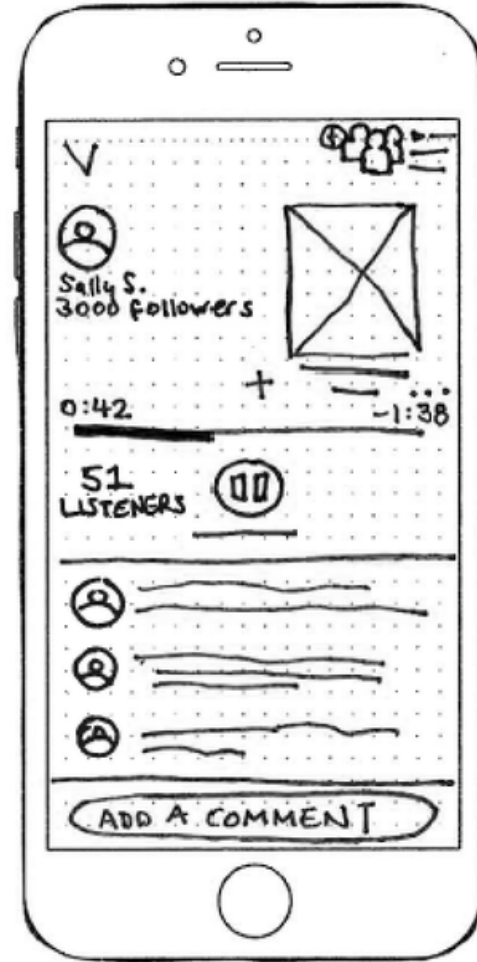 Sally S.
3000 followers
0:42
-1:38
51
LISTENERS
ADD A COMMENT